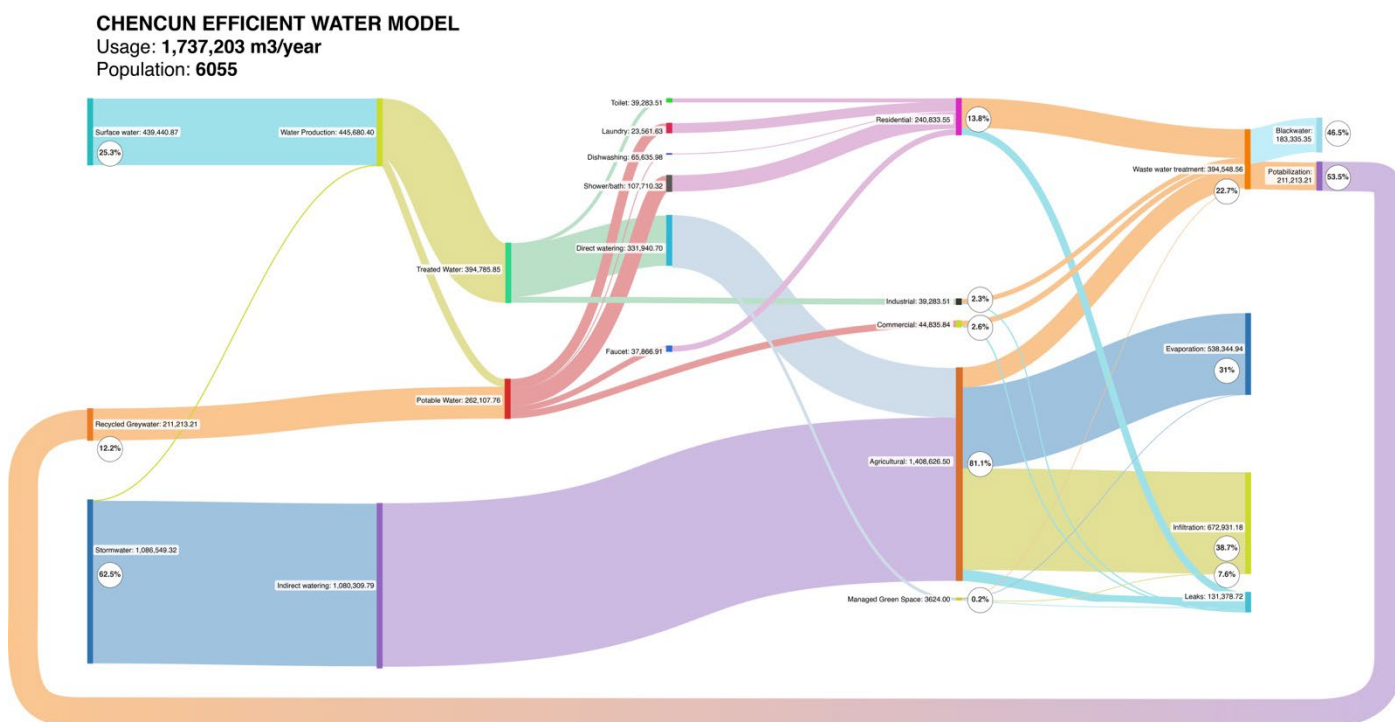 CHENCUN EFFICIENT WATER MODEL
Usage: 1,737,203 m3/year
Population: 6055
Surface water: 439,440.87
25.3%
Water Production: 445,680.40
Toilet: 39,283.51
Laundry: 23,561.63
Dishwashing: 65,635.98
Shower/bath: 107,710.32
Residential: 240,833.55
13.8%
Blackwater:
183,335.35
46.5%
Waste water treatment: 394,548.56
22.7%
Potabilization:
211,213.21
53.5%
Treated Water: 394,785.85
Direct watering: 331,940.70
Industrial: 39,283.51
2.3%
Commercial: 44,835.84
2.6%
Faucet: 37,866.91
Evaporation: 538,344.94
31%
Potable Water: 262,107.76
Recycled Greywater: 211,213.21
12.2%
Agricultural: 1,408,626.50
81.1%
Stormwater: 1,086,549.32
62.5%
Indirect watering: 1,080,309.79
Infiltration: 672,931.18
38.7%
7.6%
Managed Green Space: 3624.00
0.2%
Leaks: 131,378.72